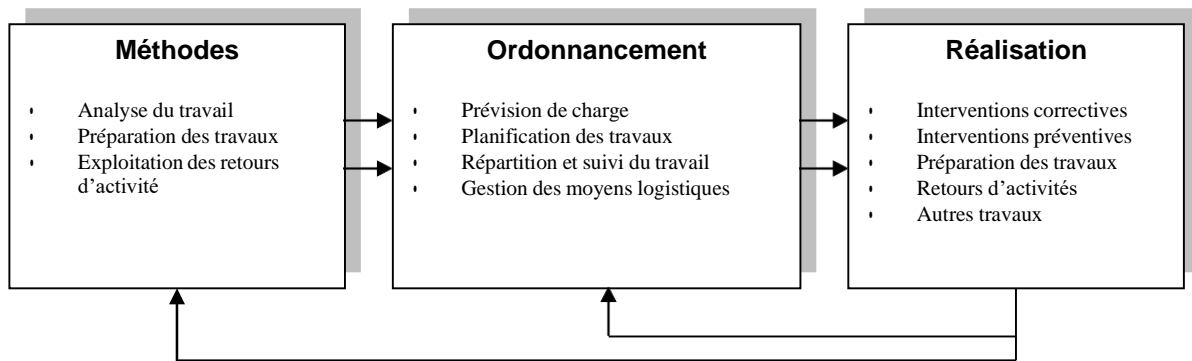 Méthodes
• Analyse du travail
• Préparation des travaux
• Exploitation des retours
d’activité
Ordonnancement
• Prévision de charge
• Planification des travaux
• Répartition et suivi du travail
• Gestion des moyens logistiques
Réalisation
• Interventions correctives
• Interventions préventives
• Préparation des travaux
• Retours d’activités
• Autres travaux